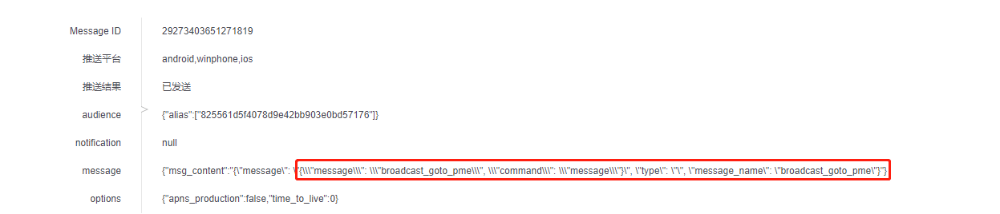 Message ID 29273403651271819
推送平台 android,winphone,ios
推送结果 已发送
audience {"alias":["825561d5f4078d9e42bb903e0bd57176"]}
notification null
message {"msg_content":"{\"message\": \"{\\\"message\\\": \\\"broadcast_goto_pme\\\", \\\"command\\\": \\\"message\\\"}\", \"type\": \"\", \"message_name\": \"broadcast_goto_pme\"}"}
options {"apns_production":false,"time_to_live":0}